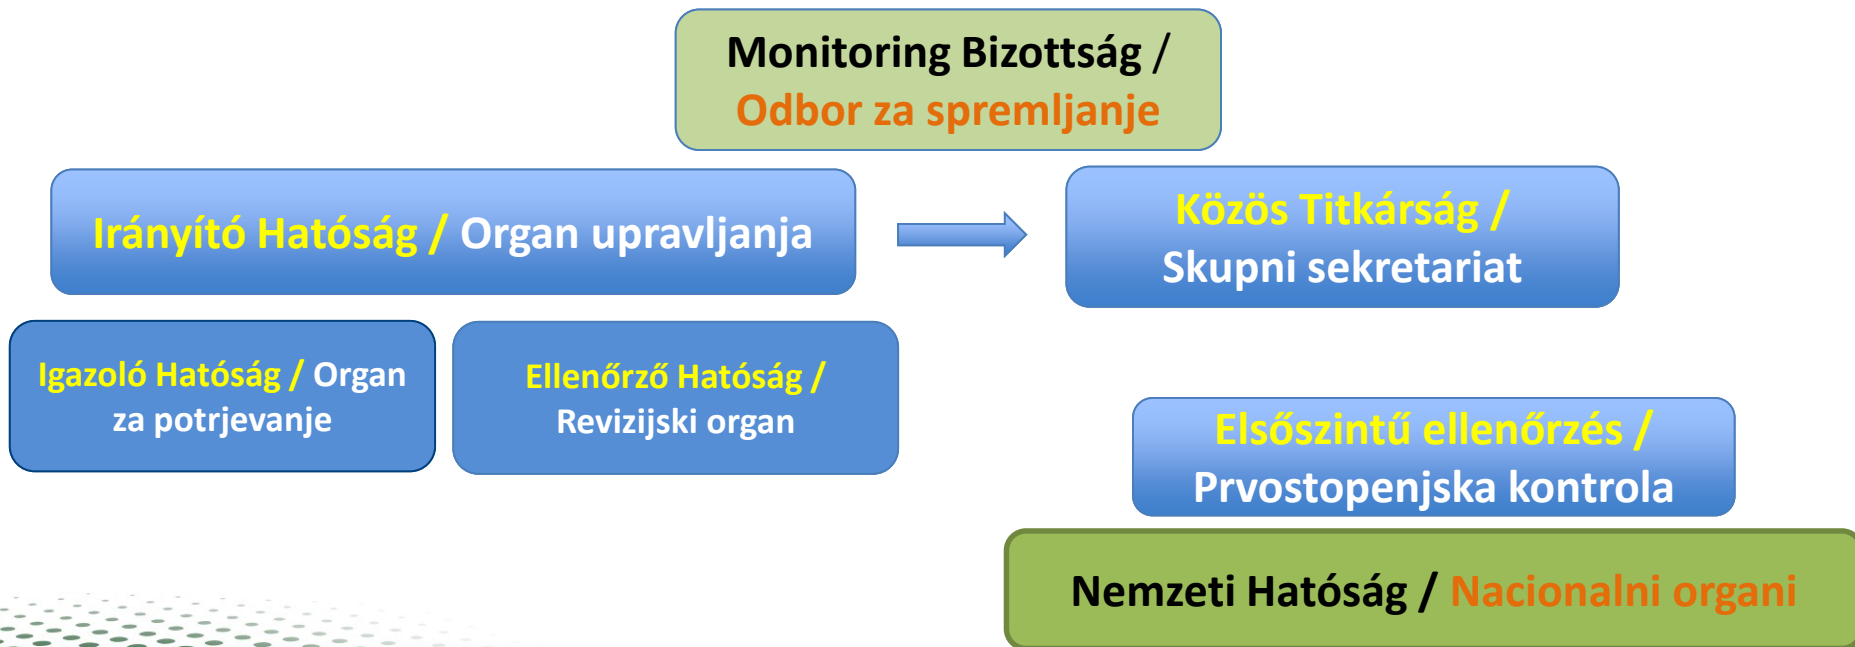 Monitoring Bizottság /
Odbor za spremljanje
Irányító Hatóság / Organ upravljanja
Közös Titkárság /
Skupni sekretariat
Igazoló Hatóság / Organ
za potrjevanje
Ellenőrző Hatóság /
Revizijski organ
Elsőszintű ellenőrzés /
Prvostopenjska kontrola
Nemzeti Hatóság / Nacionalni organi